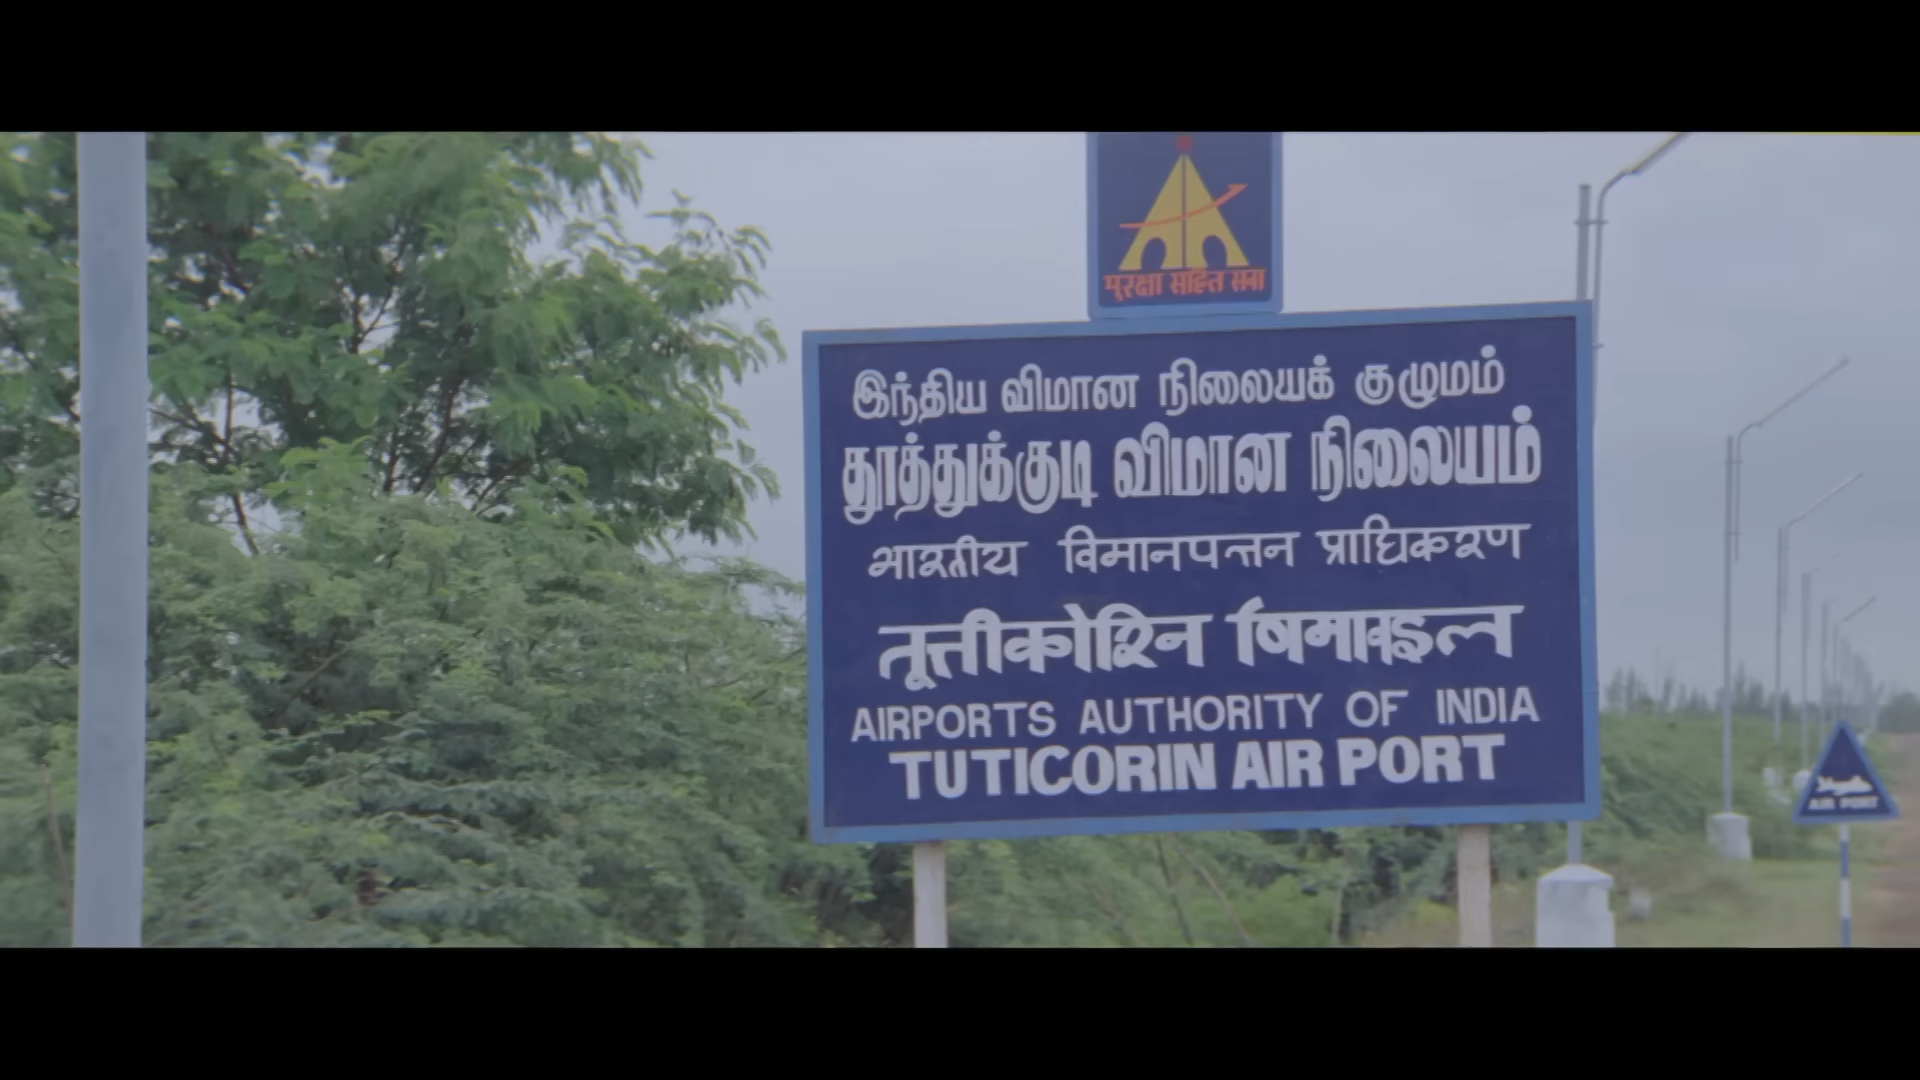 सुरक्षा सहित सेवा
இந்திய விமான நிலையக் குழுமம்
தூத்துக்குடி விமான நிலையம்
भारतीय विमानपत्तन प्राधिकरण
तूत्तीकोरिन
AIRPORTS AUTHORITY OF INDIA
TUTICORIN AIR PORT
AIR PORT